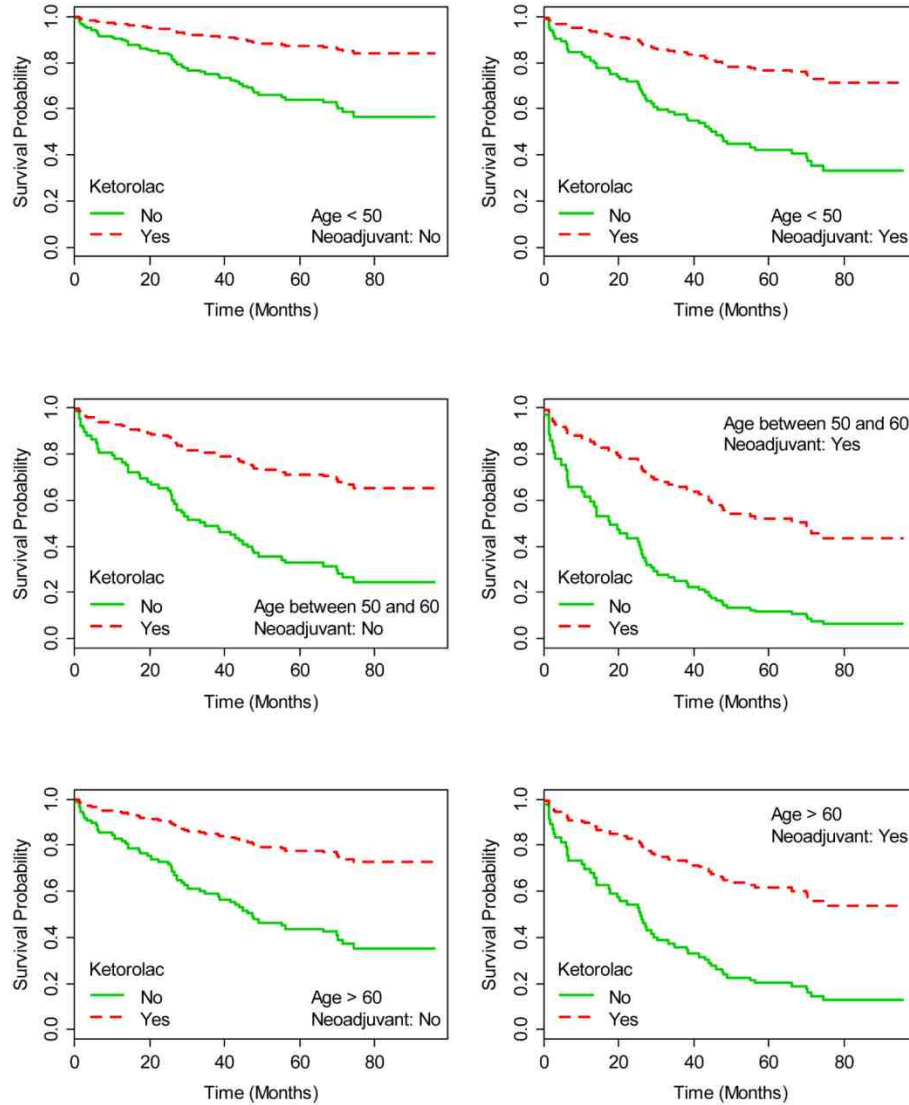 Survival Probability
1.0
0.8
0.6
0.4
0.2
0.0
Ketorolac
No
Yes
Age < 50
Neoadjuvant: No
0 20 40 60 80
Time (Months)
Survival Probability
1.0
0.8
0.6
0.4
0.2
0.0
Ketorolac
No
Yes
Age < 50
Neoadjuvant: Yes
0 20 40 60 80
Time (Months)
Survival Probability
1.0
0.8
0.6
0.4
0.2
0.0
Ketorolac
No
Yes
Age between 50 and 60
Neoadjuvant: No
0 20 40 60 80
Time (Months)
Survival Probability
1.0
0.8
0.6
0.4
0.2
0.0
Age between 50 and 60
Neoadjuvant: Yes
Ketorolac
No
Yes
0 20 40 60 80
Time (Months)
Survival Probability
1.0
0.8
0.6
0.4
0.2
0.0
Ketorolac
No
Yes
Age > 60
Neoadjuvant: No
0 20 40 60 80
Time (Months)
Survival Probability
1.0
0.8
0.6
0.4
0.2
0.0
Age > 60
Neoadjuvant: Yes
Ketorolac
No
Yes
0 20 40 60 80
Time (Months)